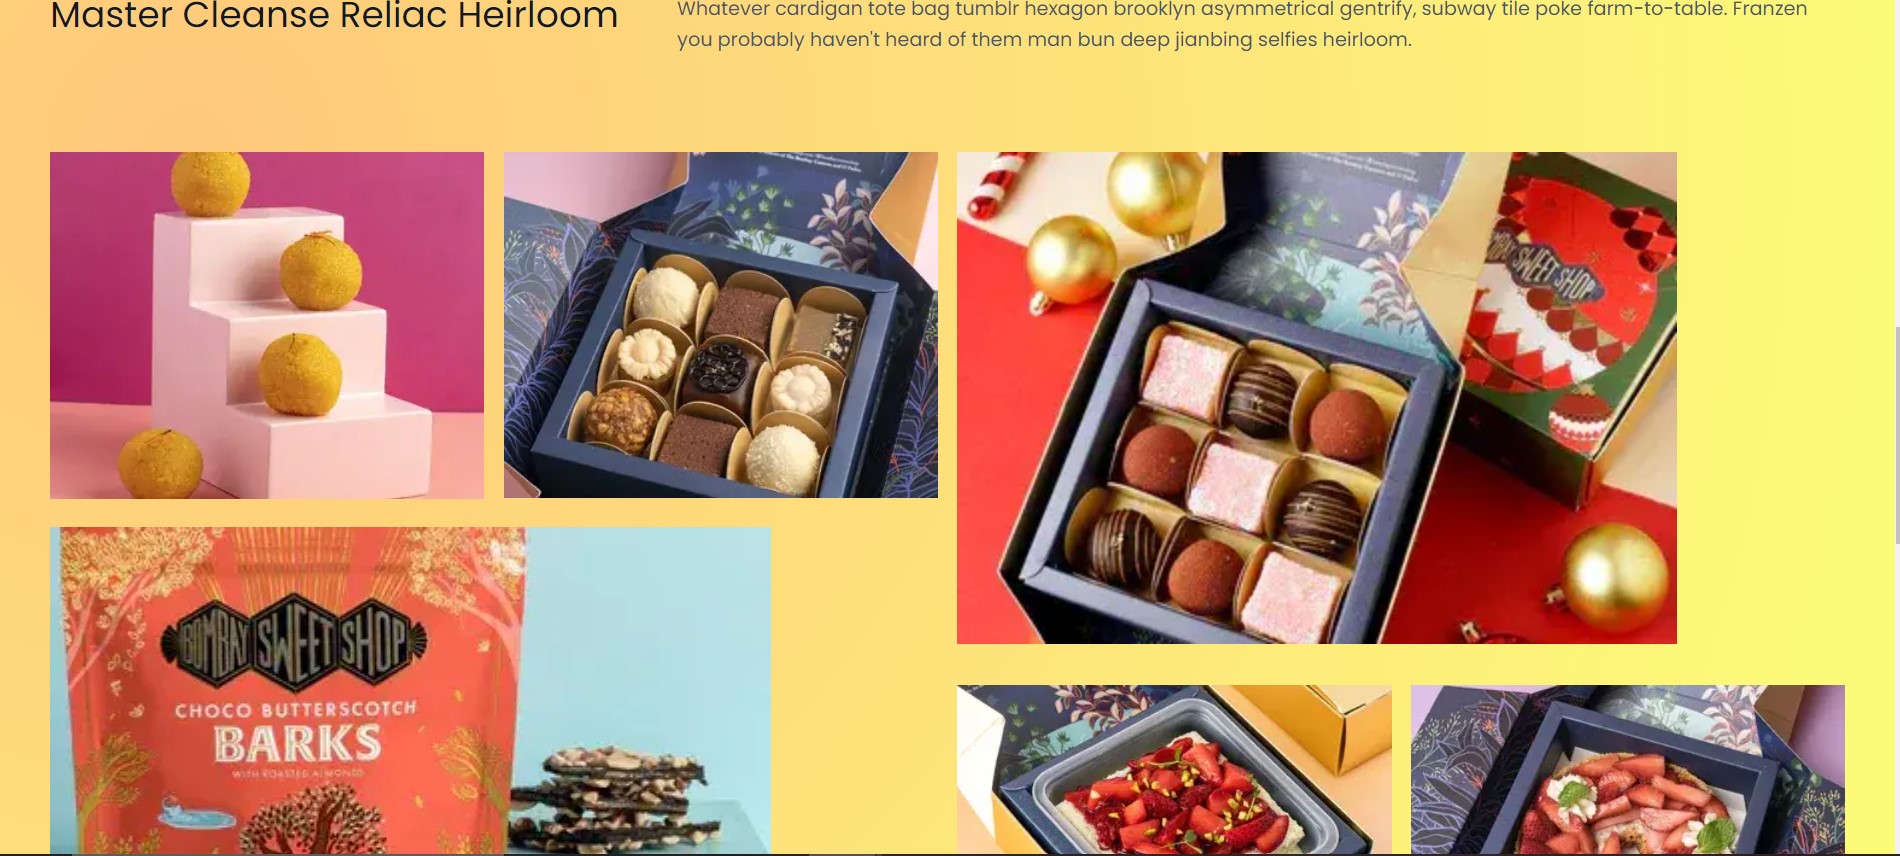 Master Cleanse Reliac Heirloom
Whatever cardigan tote bag tumblr hexagon brooklyn asymmetrical gentrify, subway tile poke farm-to-table. Franzen
you probably haven't heard of them man bun deep jianbing selfies heirloom.
SWEET SHOP
BOMBAY SWEET SHOP
CHOCO BUTTERSCOTCH
BARKS
WITH ROASTED ALMONDS